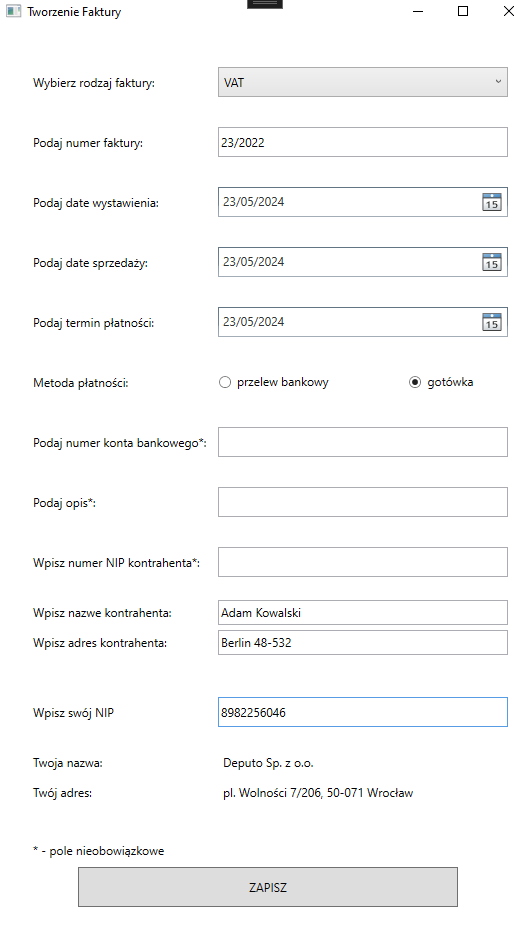 Tworzenie Faktury
Wybierz rodzaj faktury: VAT
Podaj numer faktury: 23/2022
Podaj date wystawienia: 23/05/2024 15
Podaj date sprzedaży: 23/05/2024 15
Podaj termin płatności: 23/05/2024 15
Metoda płatności: przelew bankowy gotówka
Podaj numer konta bankowego*:
Podaj opis*:
Wpisz numer NIP kontrahenta*:
Wpisz nazwe kontrahenta: Adam Kowalski
Wpisz adres kontrahenta: Berlin 48-532
Wpisz swój NIP 8982256046
Twoja nazwa: Deputo Sp. z o.o.
Twój adres: pl. Wolności 7/206, 50-071 Wrocław
* - pole nieobowiązkowe
ZAPISZ